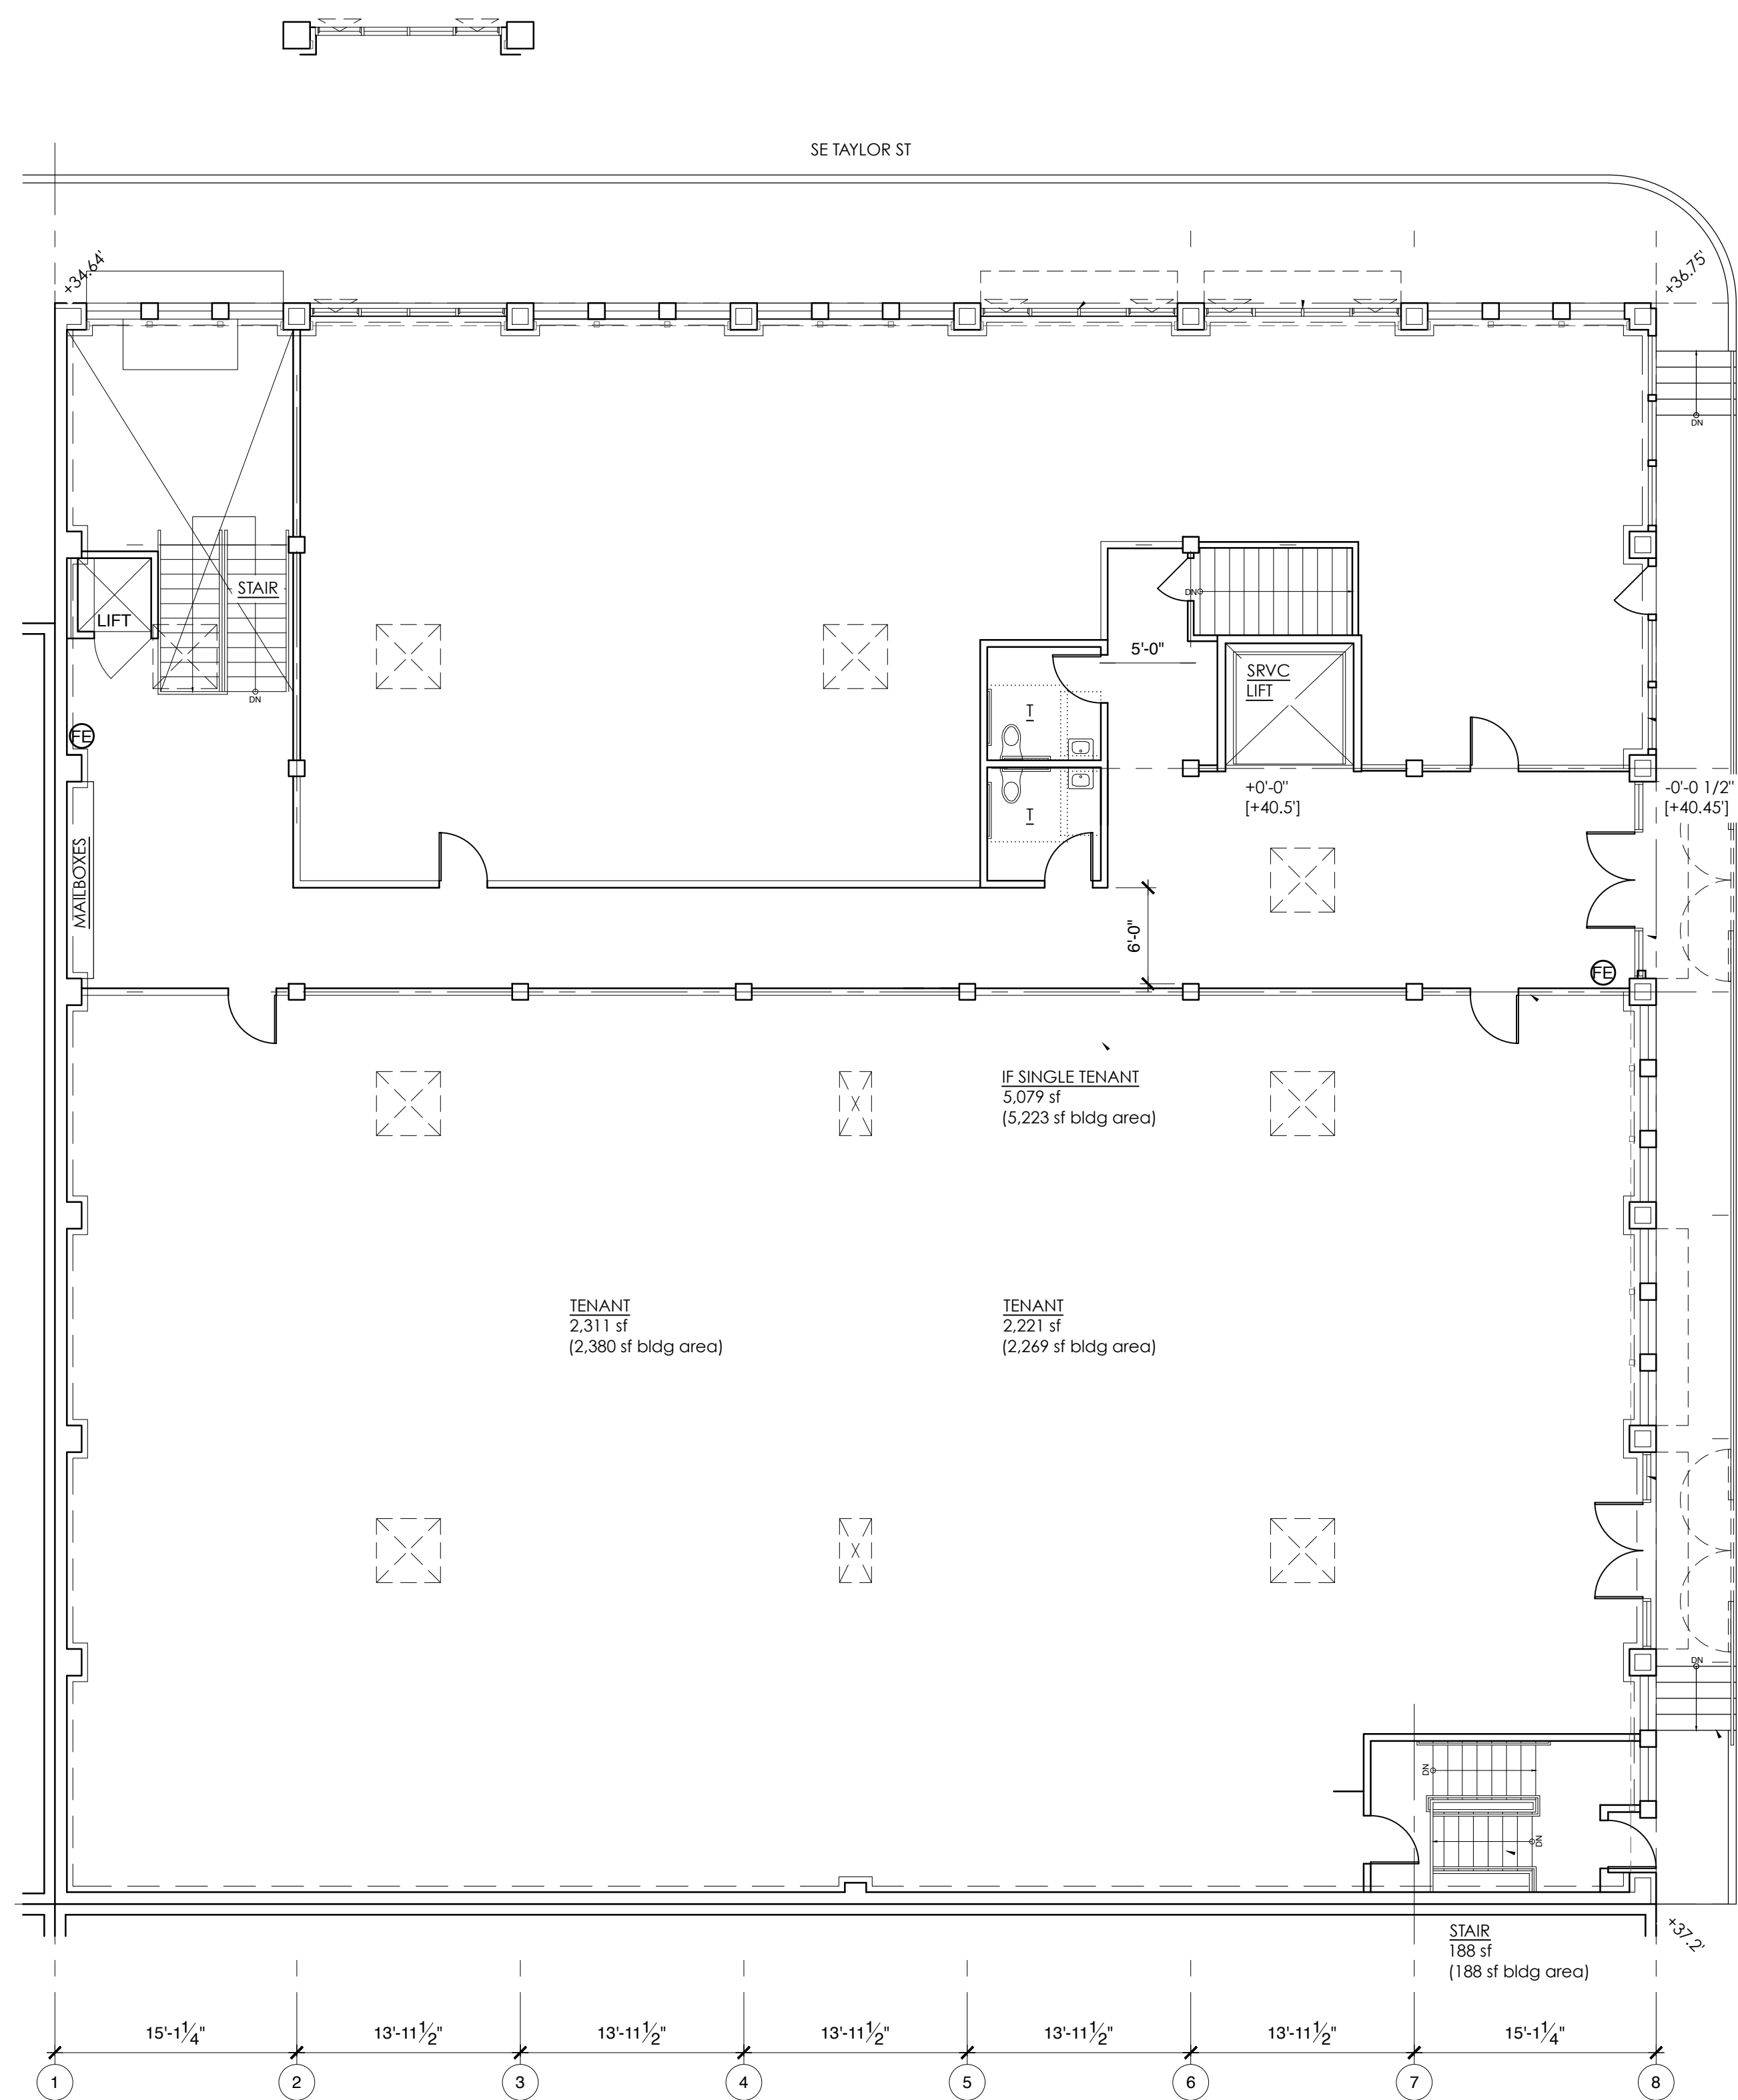 SE TAYLOR ST
+34.64'
+36.75'
DN
STAIR
LIFT
DN
DN
5'-0"
SRVC
LIFT
T
FE
T
+0'-0"
[+40.5']
-0'-0 1/2"
[+40.45']
MAILBOXES
6'-0"
FE
IF SINGLE TENANT
5,079 sf
(5,223 sf bldg area)
TENANT
2,311 sf
(2,380 sf bldg area)
TENANT
2,221 sf
(2,269 sf bldg area)
DN
DN
DN
STAIR
188 sf
(188 sf bldg area)
+37.2'
15'-1 1/4"
13'-11 1/2"
13'-11 1/2"
13'-11 1/2"
13'-11 1/2"
13'-11 1/2"
15'-1 1/4"
1
2
3
4
5
6
7
8